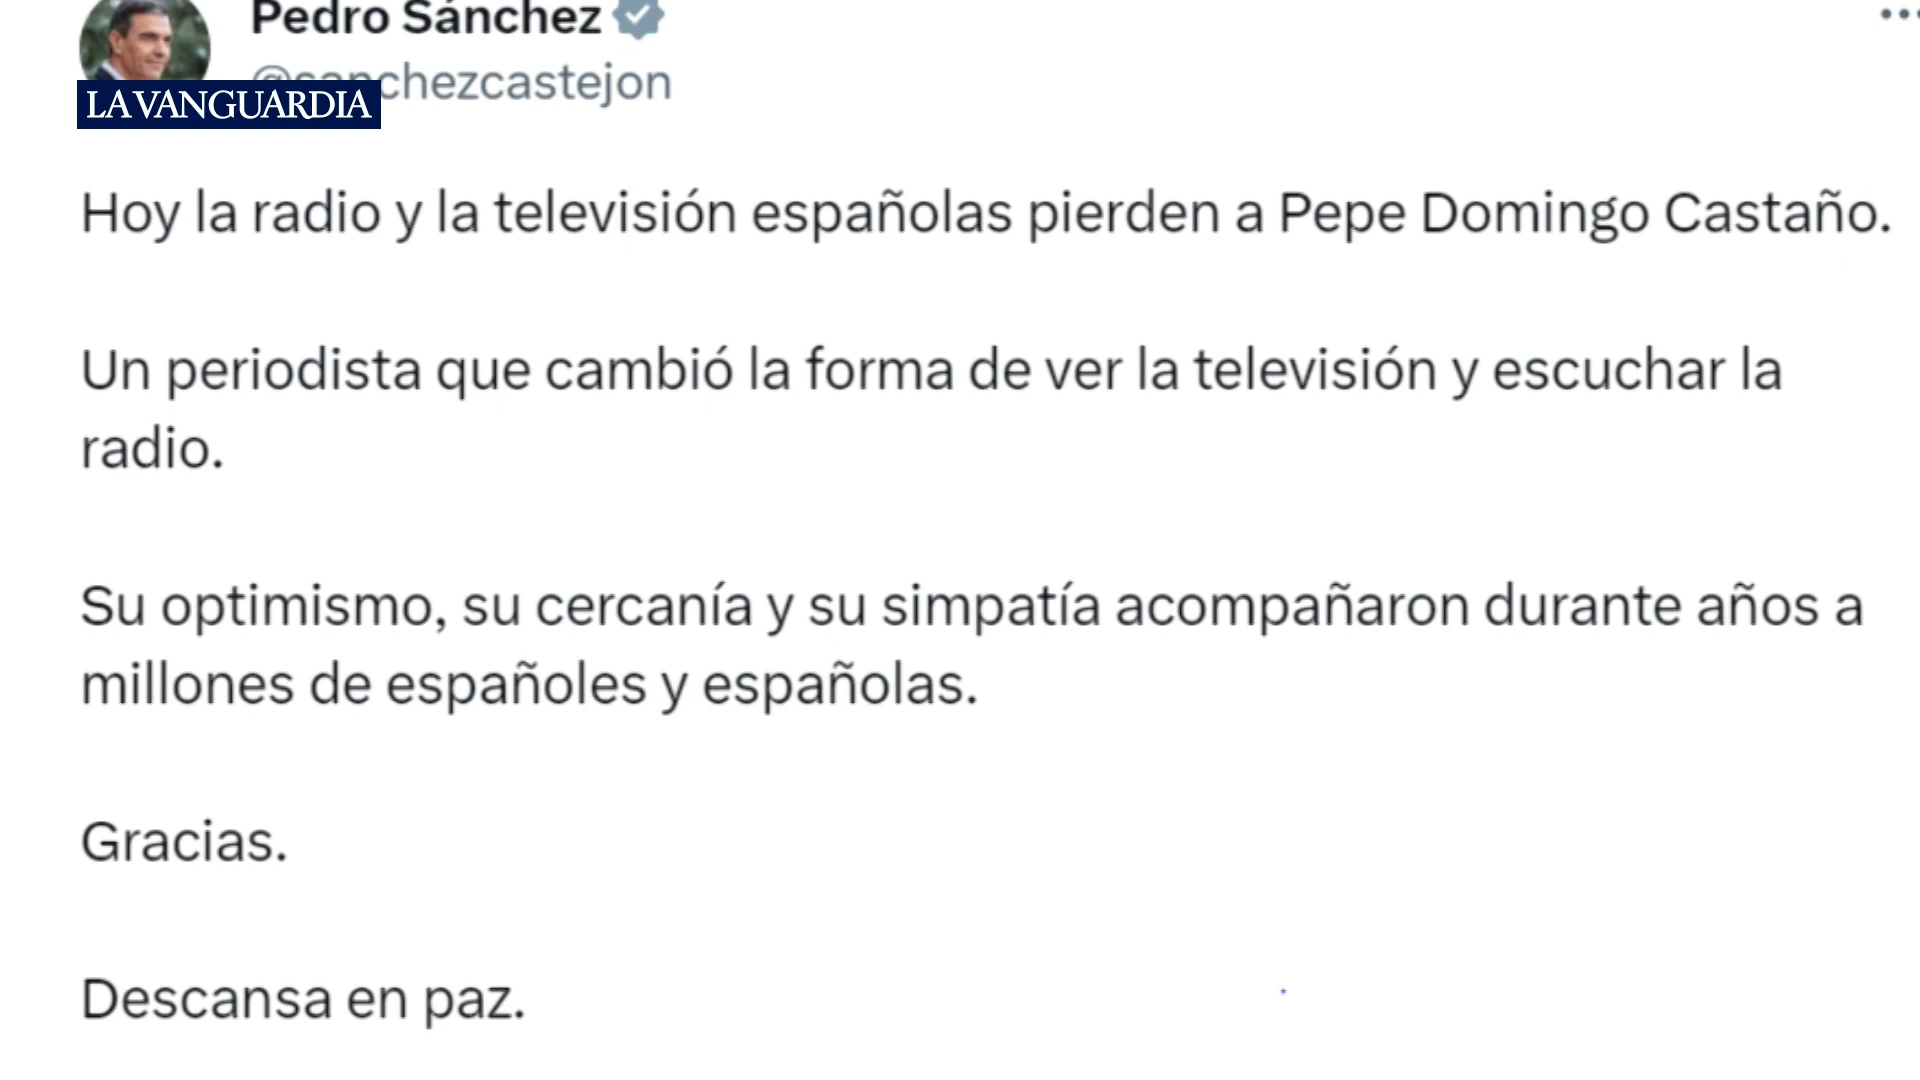 Pedro Sánchez
@sanchezcastejon
LA VANGUARDIA
Hoy la radio y la televisión españolas pierden a Pepe Domingo Castaño.
Un periodista que cambió la forma de ver la televisión y escuchar la
radio.
Su optimismo, su cercanía y su simpatía acompañaron durante años a
millones de españoles y españolas.
Gracias.
Descansa en paz.